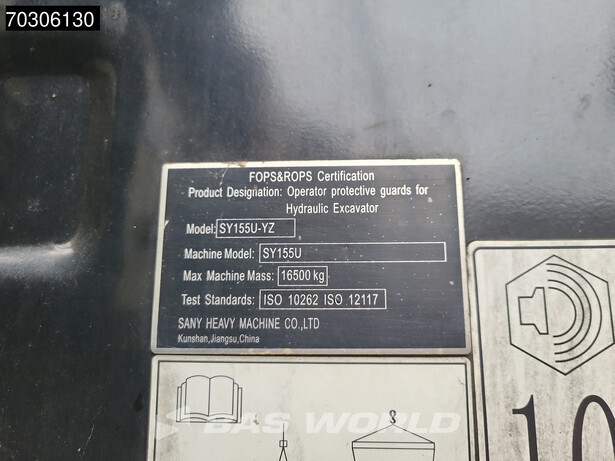 70306130
FOPS&ROPS Certification
Product Designation: Operator protective guards for
Hydraulic Excavator
Model: SY155U-YZ
Machine Model: SY155U
Max Machine Mass: 16500 kg
Test Standards: ISO 10262 ISO 12117
SANY HEAVY MACHINE CO.,LTD
Kunshan,Jiangsu,China
10
BAS WORLD